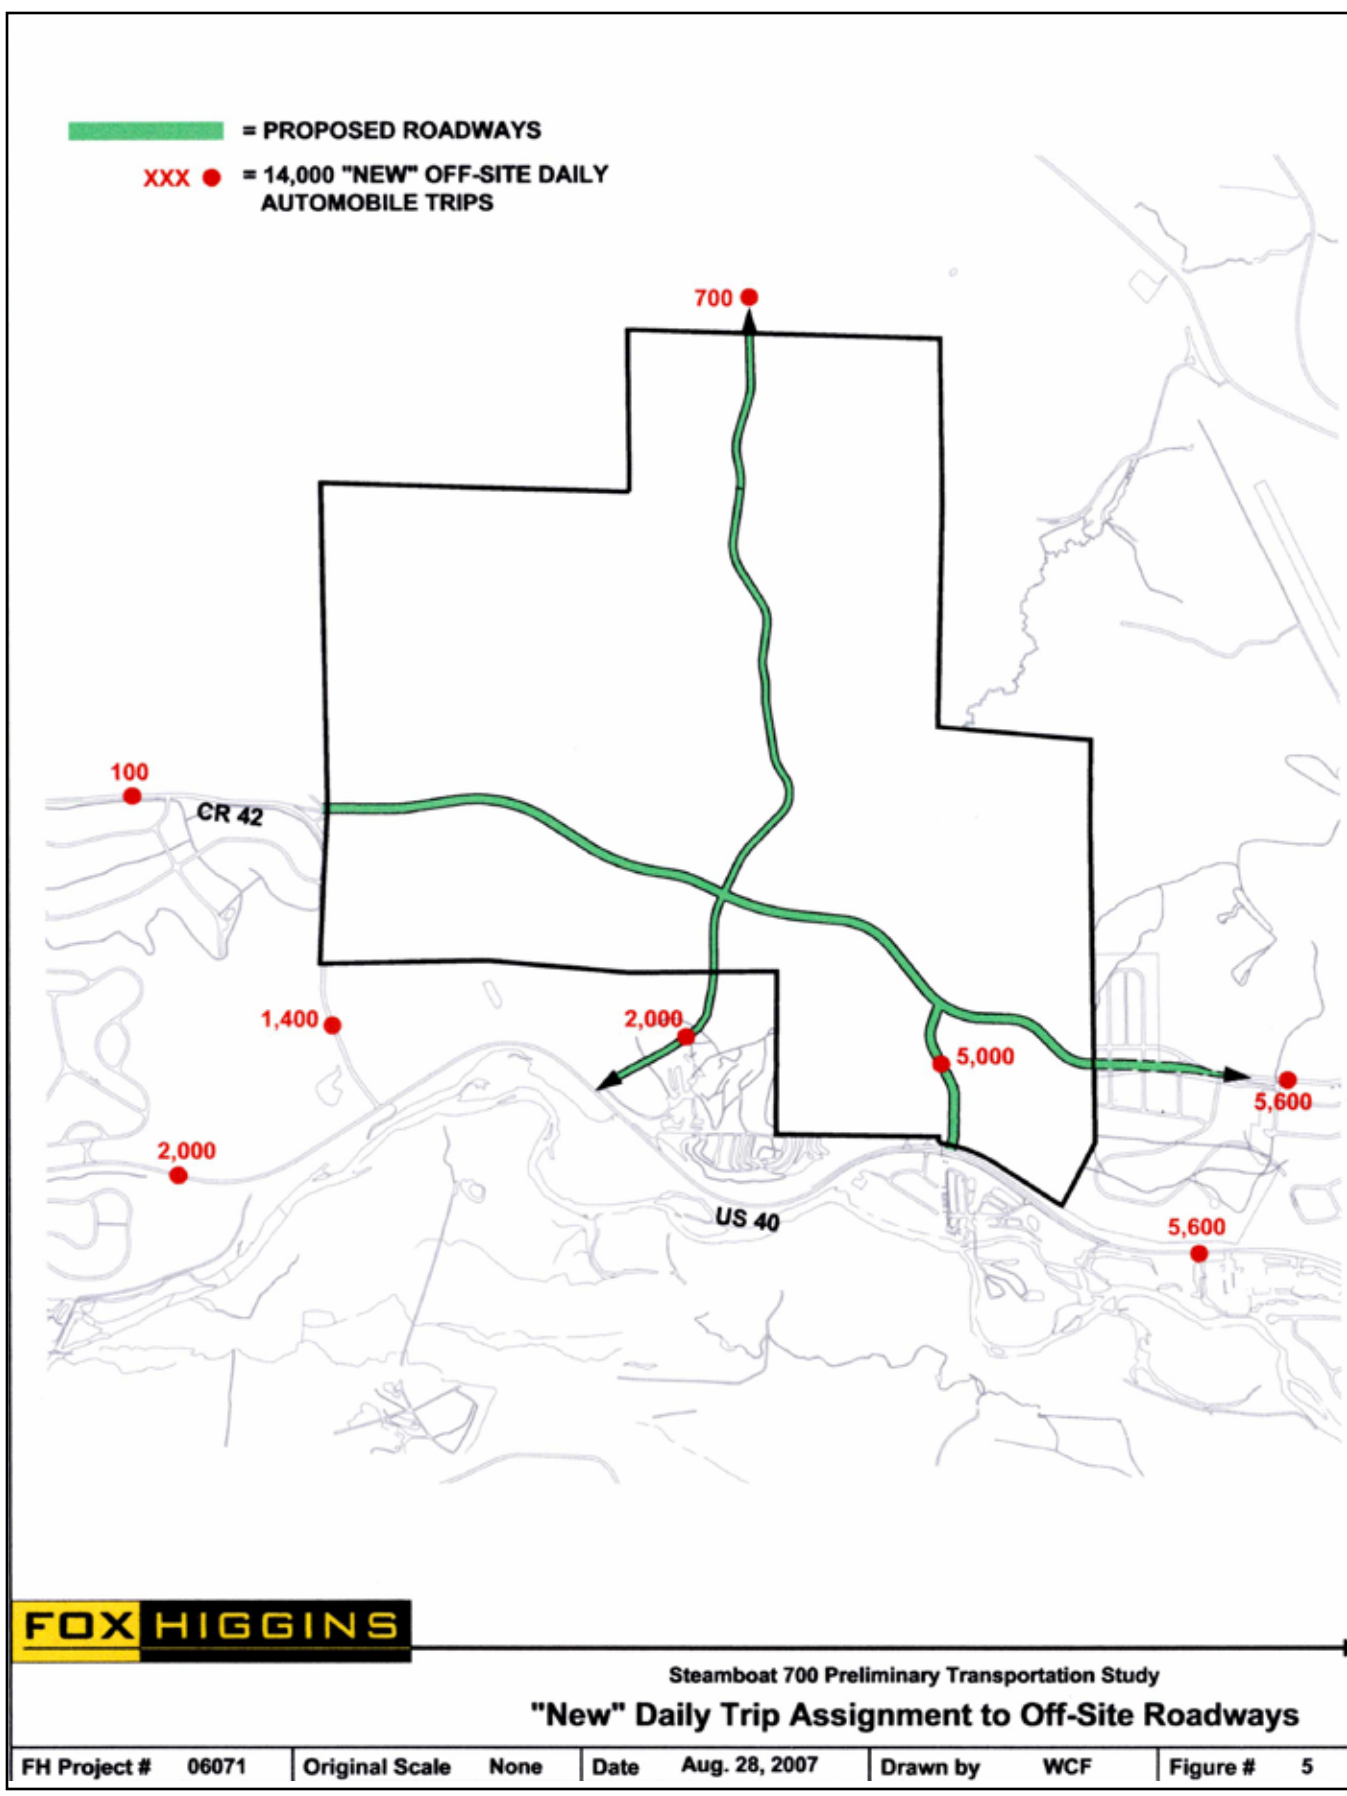 = PROPOSED ROADWAYS
XXX = 14,000 "NEW" OFF-SITE DAILY
AUTOMOBILE TRIPS
700
100
CR 42
1,400
2,000
5,000
5,600
2,000
US 40
5,600
FOX HIGGINS
Steamboat 700 Preliminary Transportation Study
"New" Daily Trip Assignment to Off-Site Roadways
FH Project # 06071 Original Scale None Date Aug. 28, 2007 Drawn by WCF Figure # 5